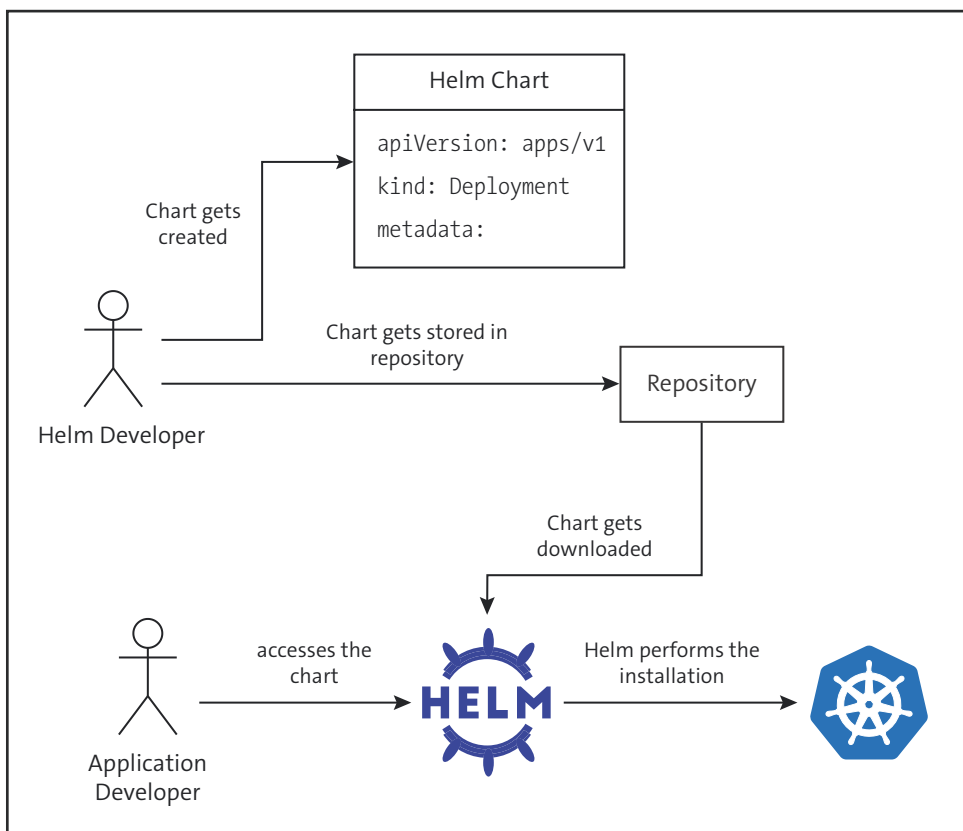 Helm Chart
apiVersion: apps/v1
kind: Deployment
metadata:
Chart gets
created
Chart gets stored in
repository
Repository
Helm Developer
Chart gets
downloaded
accesses the
chart
HELM
Helm performs the
installation
Application
Developer